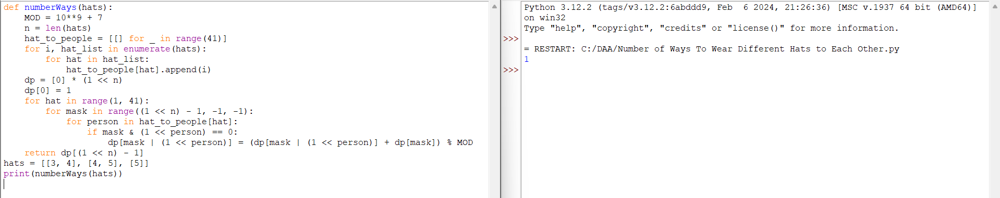 def numberWays(hats):
    MOD = 10**9 + 7
    n = len(hats)
    hat_to_people = [[] for _ in range(41)]
    for i, hat_list in enumerate(hats):
        for hat in hat_list:
            hat_to_people[hat].append(i)
    dp = [0] * (1 << n)
    dp[0] = 1
    for hat in range(1, 41):
        for mask in range((1 << n) - 1, -1, -1):
            for person in hat_to_people[hat]:
                if mask & (1 << person) == 0:
                    dp[mask | (1 << person)] = (dp[mask | (1 << person)] + dp[mask]) % MOD
    return dp[(1 << n) - 1]
hats = [[3, 4], [4, 5], [5]]
print(numberWays(hats))
Python 3.12.2 (tags/v3.12.2:6abddd9, Feb  6 2024, 21:26:36) [MSC v.1937 64 bit (AMD64)]
on win32
Type "help", "copyright", "credits" or "license()" for more information.
>>>
= RESTART: C:/DAA/Number of Ways To Wear Different Hats to Each Other.py
1
>>>